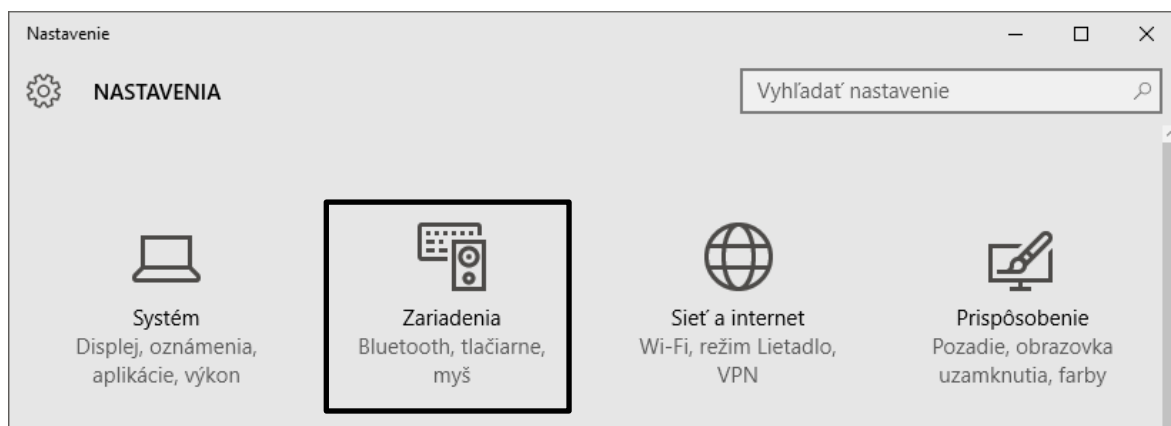 Nastavenie
NASTAVENIA
Vyhľadať nastavenie
Systém
Displej, oznámenia,
aplikácie, výkon
Zariadenia
Bluetooth, tlačiarne,
myš
Sieť a internet
Wi-Fi, režim Lietadlo,
VPN
Prispôsobenie
Pozadie, obrazovka
uzamknutia, farby